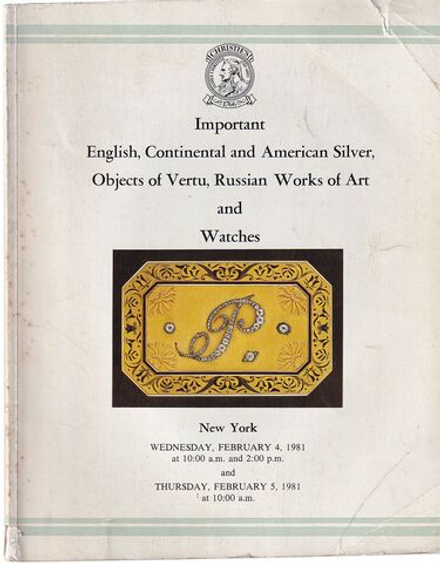 CHRISTIE'S
1766
Important
English, Continental and American Silver,
Objects of Vertu, Russian Works of Art
and
Watches
P
New York
WEDNESDAY, FEBRUARY 4, 1981
at 10:00 a.m. and 2:00 p.m.
and
THURSDAY, FEBRUARY 5, 1981
at 10:00 a.m.